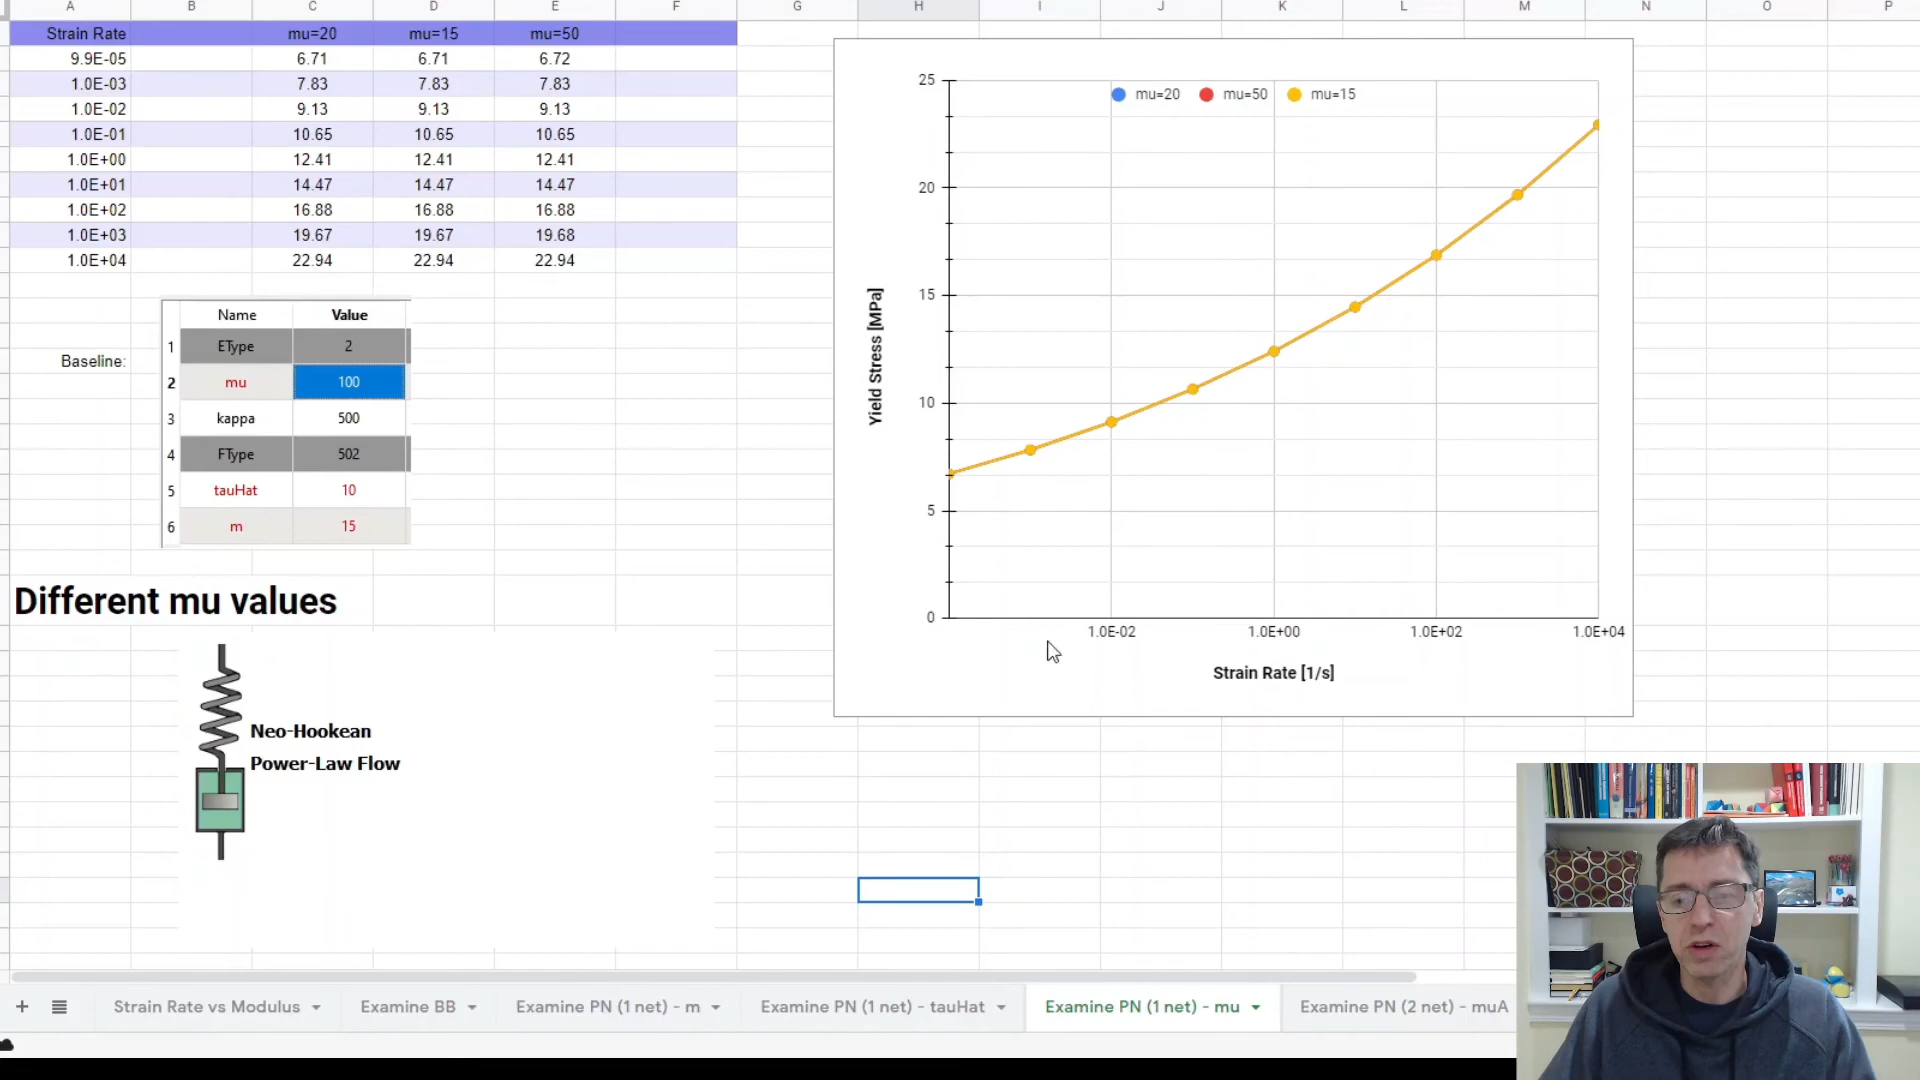 A B C D E F G H I J K L M N O P
Strain Rate mu=20 mu=15 mu=50
9.9E-05 6.71 6.71 6.72
1.0E-03 7.83 7.83 7.83
1.0E-02 9.13 9.13 9.13
1.0E-01 10.65 10.65 10.65
1.0E+00 12.41 12.41 12.41
1.0E+01 14.47 14.47 14.47
1.0E+02 16.88 16.88 16.88
1.0E+03 19.67 19.67 19.68
1.0E+04 22.94 22.94 22.94
Baseline:
Name Value
1 EType 2
2 mu 100
3 kappa 500
4 FType 502
5 tauHat 10
6 m 15
Different mu values
Neo-Hookean
Power-Law Flow
mu=20 mu=50 mu=15
25
20
15
10
5
0
Yield Stress [MPa]
1.0E-02 1.0E+00 1.0E+02 1.0E+04
Strain Rate [1/s]
+ Strain Rate vs Modulus Examine BB Examine PN (1 net) - m Examine PN (1 net) - tauHat Examine PN (1 net) - mu Examine PN (2 net) - muA